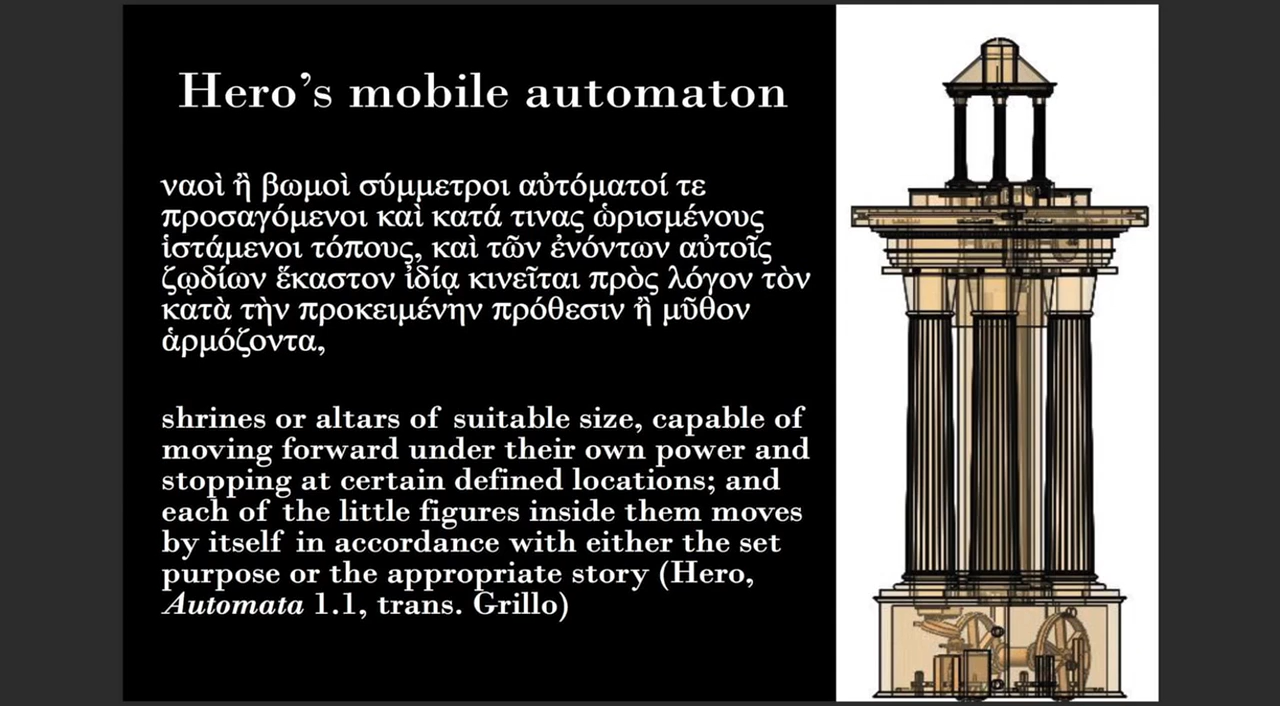 Hero’s mobile automaton
ναοὶ ἢ βωμοὶ σύμμετροι αὐτόματοί τε
προσαγόμενοι καὶ κατά τινας ὡρισμένους
ἱστάμενοι τόπους, καὶ τῶν ἐνόντων αὐτοῖς
ζῳδίων ἕκαστον ἰδίᾳ κινεῖται πρὸς λόγον τὸν
κατὰ τὴν προκειμένην πρόθεσιν ἢ μῦθον
ἁρμόζοντα,
shrines or altars of suitable size, capable of
moving forward under their own power and
stopping at certain defined locations; and
each of the little figures inside them moves
by itself in accordance with either the set
purpose or the appropriate story (Hero,
Automata 1.1, trans. Grillo)